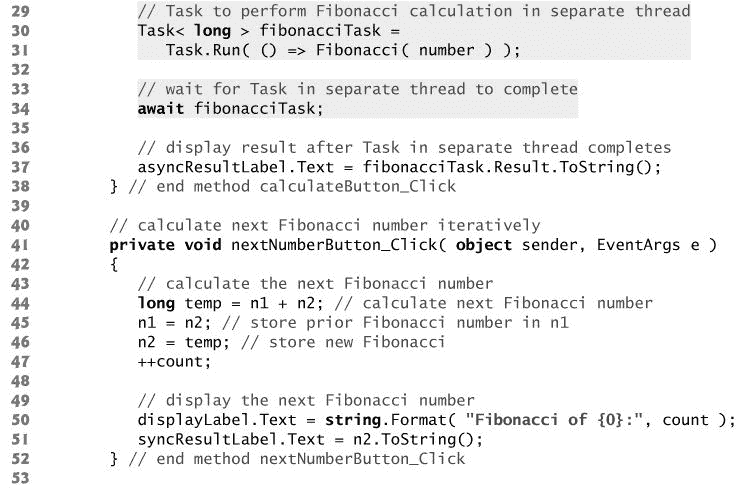 29 // Task to perform Fibonacci calculation in separate thread
30 Task< long > fibonacciTask =
31 Task.Run( () => Fibonacci( number ) );
32
33 // wait for Task in separate thread to complete
34 await fibonacciTask;
35
36 // display result after Task in separate thread completes
37 asyncResultLabel.Text = fibonacciTask.Result.ToString();
38 } // end method calculateButton_Click
39
40 // calculate next Fibonacci number iteratively
41 private void nextNumberButton_Click( object sender, EventArgs e )
42 {
43 // calculate the next Fibonacci number
44 long temp = n1 + n2; // calculate next Fibonacci number
45 n1 = n2; // store prior Fibonacci number in n1
46 n2 = temp; // store new Fibonacci
47 ++count;
48
49 // display the next Fibonacci number
50 displayLabel.Text = string.Format( "Fibonacci of {0}:", count );
51 syncResultLabel.Text = n2.ToString();
52 } // end method nextNumberButton_Click
53